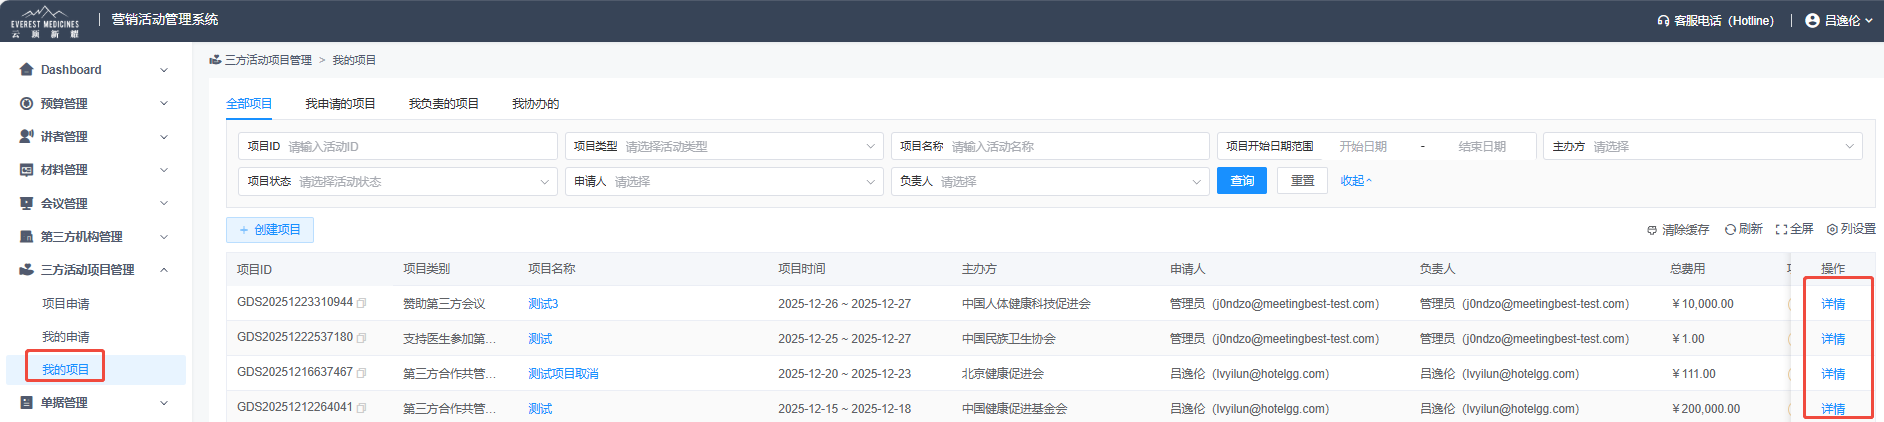 EVEREST MEDICINES
云顶新耀
营销活动管理系统
客服电话（Hotline）
吕逸伦
Dashboard
预算管理
讲者管理
材料管理
会议管理
第三方机构管理
三方活动项目管理
项目申请
我的申请
我的项目
单据管理
三方活动项目管理 > 我的项目
全部项目 我申请的项目 我负责的项目 我协办的
项目ID 请输入活动ID 项目类型 请选择活动类型 项目名称 请输入活动名称 项目开始日期范围 开始日期 - 结束日期 主办方 请选择
项目状态 请选择活动状态 申请人 请选择 负责人 请选择 查询 重置 收起
+ 创建项目 清除缓存 刷新 全屏 列设置
项目ID 项目类别 项目名称 项目时间 主办方 申请人 负责人 总费用 操作
GDS20251223310944 赞助第三方会议 测试3 2025-12-26 ~ 2025-12-27 中国人体健康科技促进会 管理员（j0ndzo@meetingbest-test.com） 管理员（j0ndzo@meetingbest-test.com） ￥10,000.00 详情
GDS20251222537180 支持医生参加第... 测试 2025-12-25 ~ 2025-12-27 中国民族卫生协会 管理员（j0ndzo@meetingbest-test.com） 管理员（j0ndzo@meetingbest-test.com） ￥1.00 详情
GDS20251216637467 第三方合作共管... 测试项目取消 2025-12-20 ~ 2025-12-23 北京健康促进会 吕逸伦（lvyilun@hotelgg.com） 吕逸伦（lvyilun@hotelgg.com） ￥111.00 详情
GDS20251212264041 第三方合作共管... 测试 2025-12-15 ~ 2025-12-18 中国健康促进基金会 吕逸伦（lvyilun@hotelgg.com） 吕逸伦（lvyilun@hotelgg.com） ￥200,000.00 详情